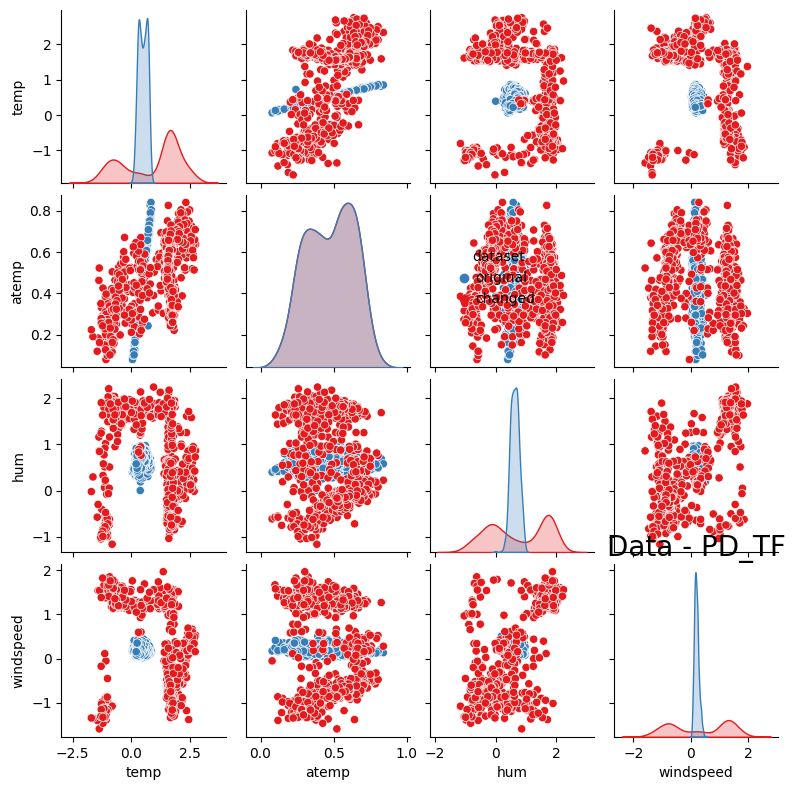 temp
2
1
0
−1
atemp
0.8
0.6
0.4
0.2
dataset
original
changed
hum
2
1
0
−1
Data - PD_TF
windspeed
2
1
0
−1
−2.5 0.0 2.5
0.0 0.5 1.0
−2 0 2
−2 0 2
temp
atemp
hum
windspeed